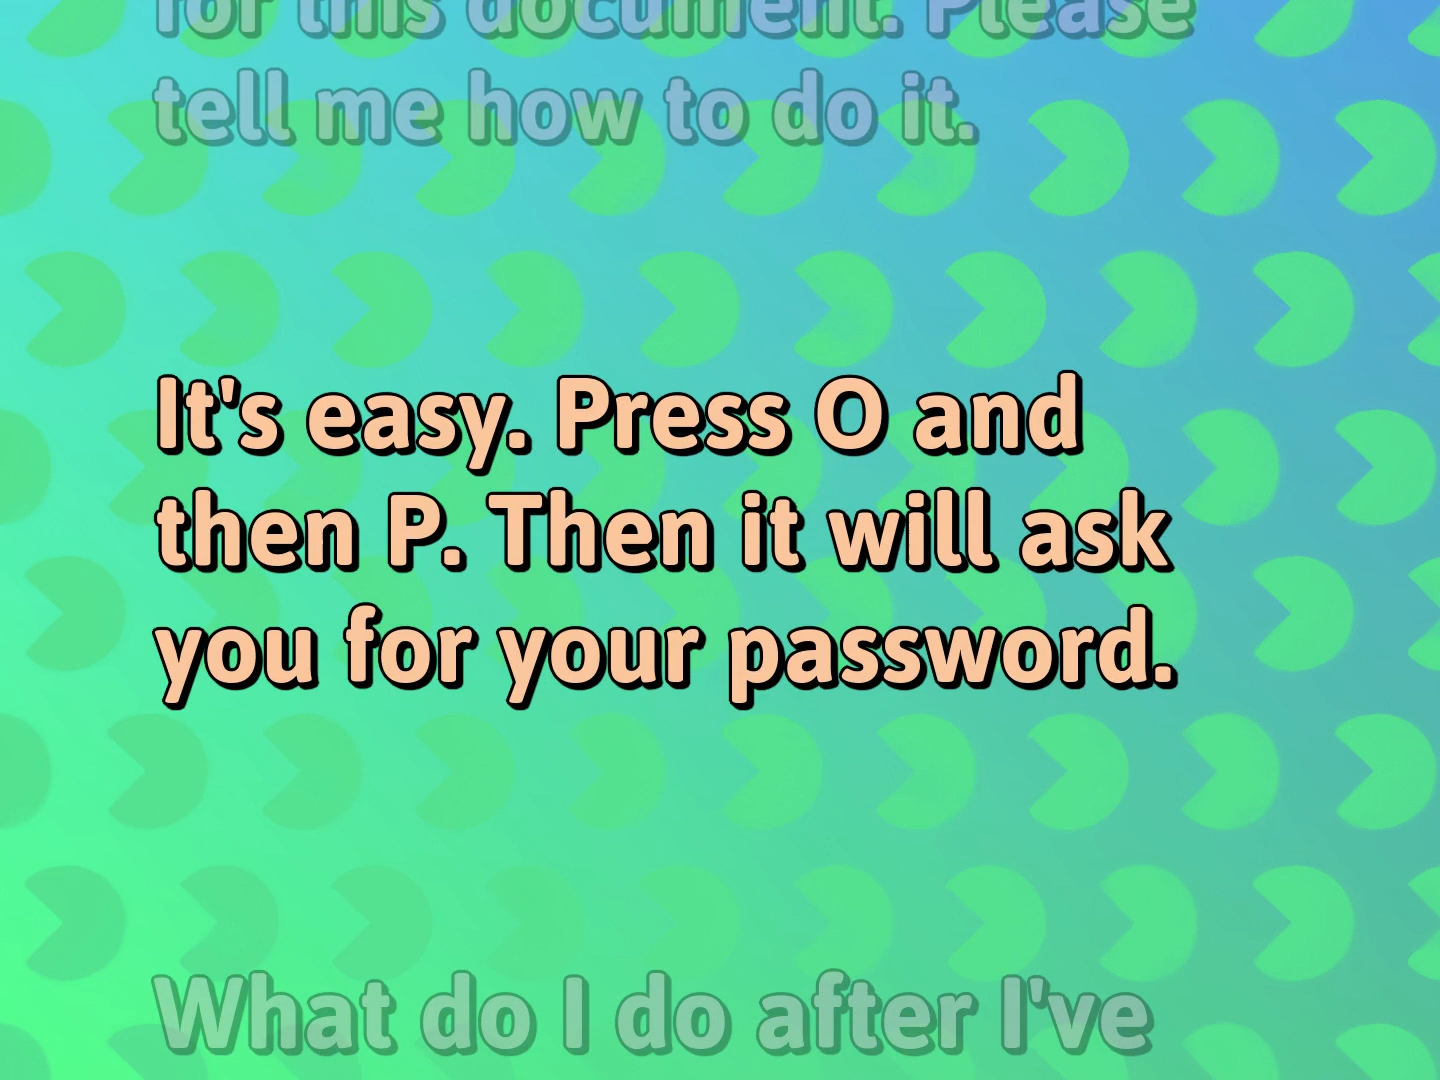 for this document. Please
tell me how to do it.
It's easy. Press O and
then P. Then it will ask
you for your password.
What do I do after I've